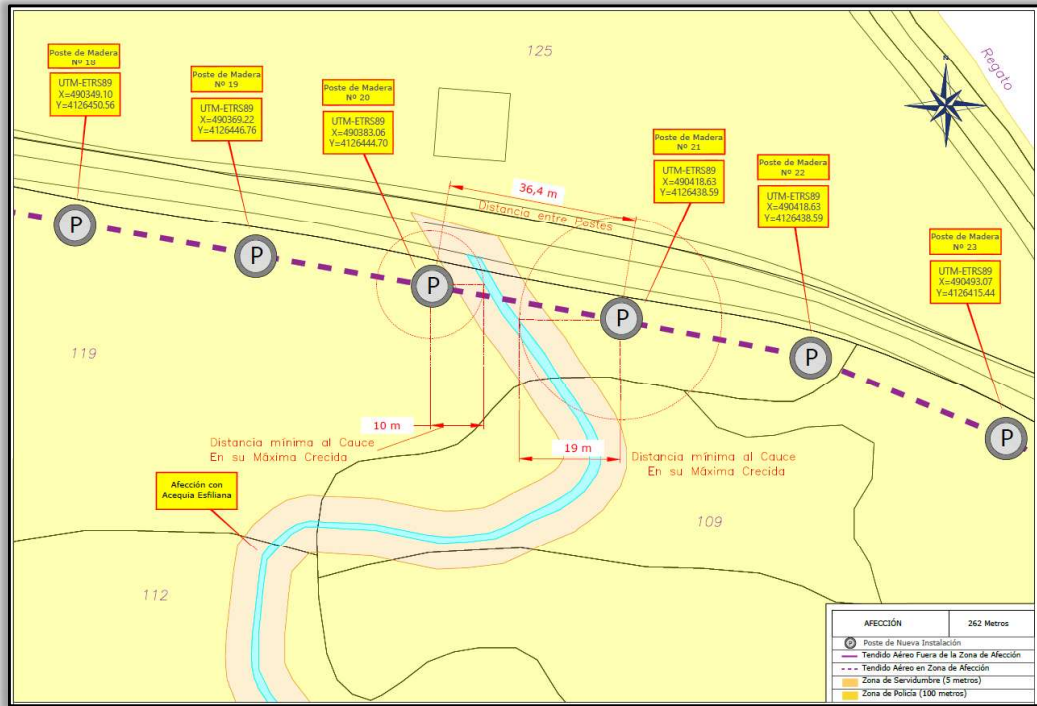 Poste de Madera
Nº 18
UTM-ETRS89
X=490349.10
Y=4126450.56
Poste de Madera
Nº 19
UTM-ETRS89
X=490369.22
Y=4126446.76
Poste de Madera
Nº 20
UTM-ETRS89
X=490383.06
Y=4126444.70
125
Regato
N
Poste de Madera
Nº 21
UTM-ETRS89
X=490418.63
Y=4126438.59
Poste de Madera
Nº 22
UTM-ETRS89
X=490418.63
Y=4126438.59
Poste de Madera
Nº 23
UTM-ETRS89
X=490493.07
Y=4126415.44
36,4 m
Distancia entre Postes
P
P
P
P
P
P
119
10 m
Distancia mínima al Cauce
En su Máxima Crecida
19 m
Distancia mínima al Cauce
En su Máxima Crecida
Afección con
Acequia Esfiliana
109
112
AFECCIÓN 262 Metros
P Poste de Nueva Instalación
Tendido Aéreo Fuera de la Zona de Afección
Tendido Aéreo en Zona de Afección
Zona de Servidumbre (5 metros)
Zona de Policía (100 metros)